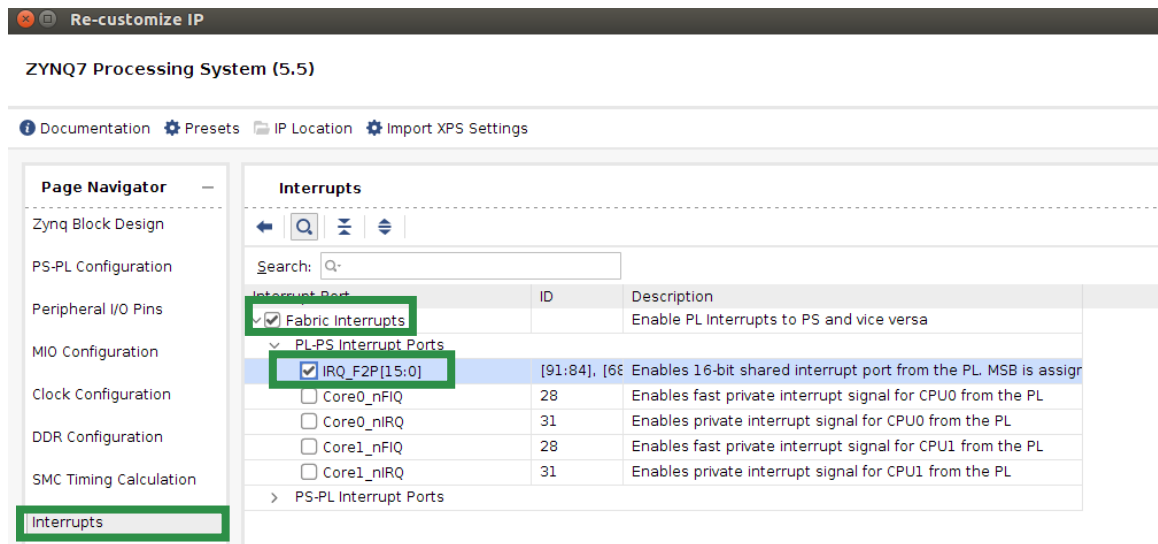 Re-customize IP
ZYNQ7 Processing System (5.5)
Documentation Presets IP Location Import XPS Settings
Page Navigator
Zynq Block Design
PS-PL Configuration
Peripheral I/O Pins
MIO Configuration
Clock Configuration
DDR Configuration
SMC Timing Calculation
Interrupts
Interrupts
Search:
Interrupt Port ID Description
Fabric Interrupts Enable PL Interrupts to PS and vice versa
PL-PS Interrupt Ports
IRQ_F2P[15:0] [91:84], [68 Enables 16-bit shared interrupt port from the PL. MSB is assigr
Core0_nFIQ 28 Enables fast private interrupt signal for CPU0 from the PL
Core0_nIRQ 31 Enables private interrupt signal for CPU0 from the PL
Core1_nFIQ 28 Enables fast private interrupt signal for CPU1 from the PL
Core1_nIRQ 31 Enables private interrupt signal for CPU1 from the PL
PS-PL Interrupt Ports